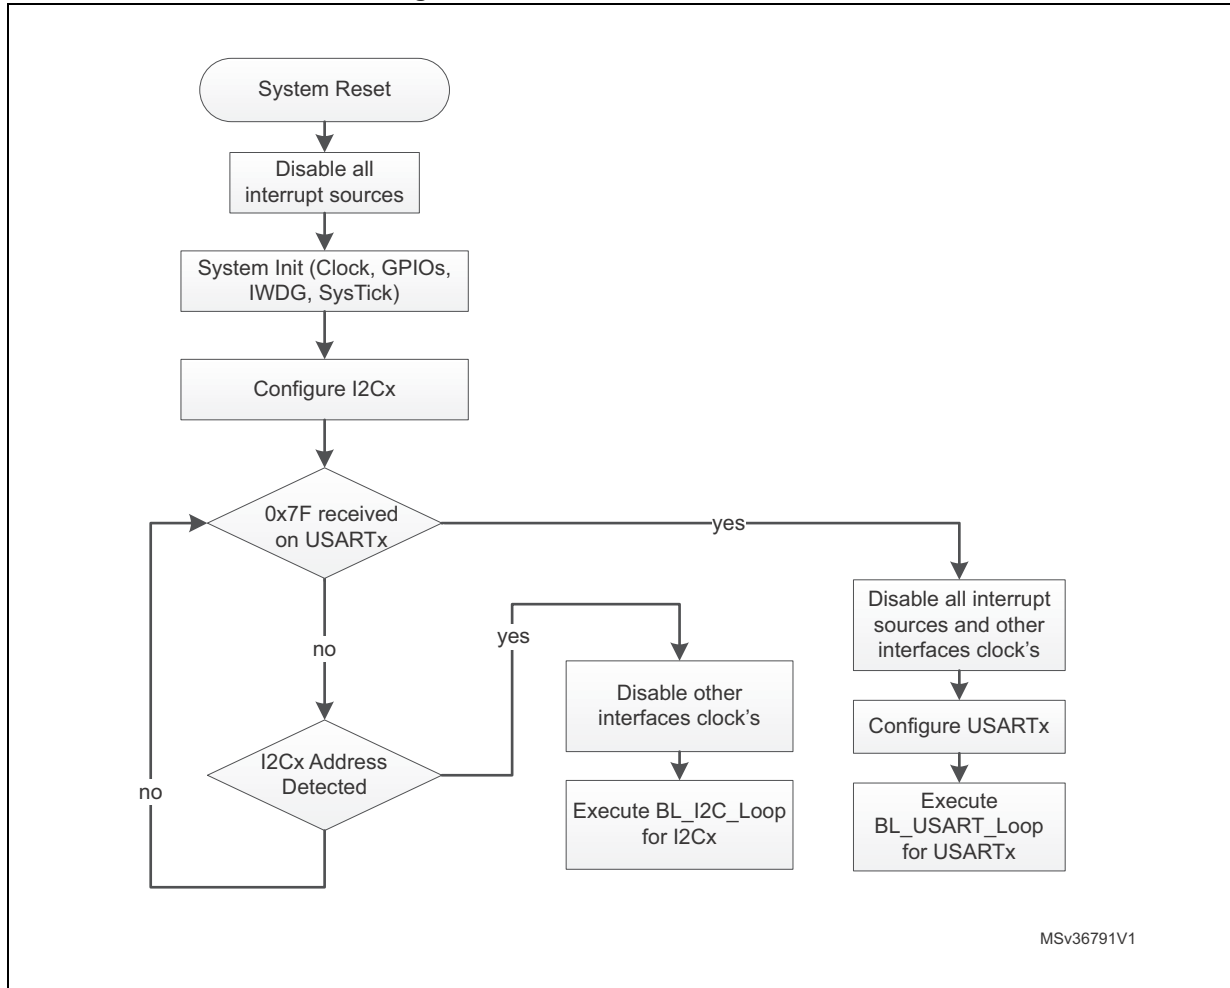 System Reset
Disable all
interrupt sources
System Init (Clock, GPIOs,
IWDG, SysTick)
Configure I2Cx
0x7F received
on USARTx
yes
no
Disable all interrupt
sources and other
interfaces clock's
yes
Disable other
interfaces clock's
Configure USARTx
I2Cx Address
Detected
no
Execute BL_I2C_Loop
for I2Cx
Execute
BL_USART_Loop
for USARTx
MSv36791V1